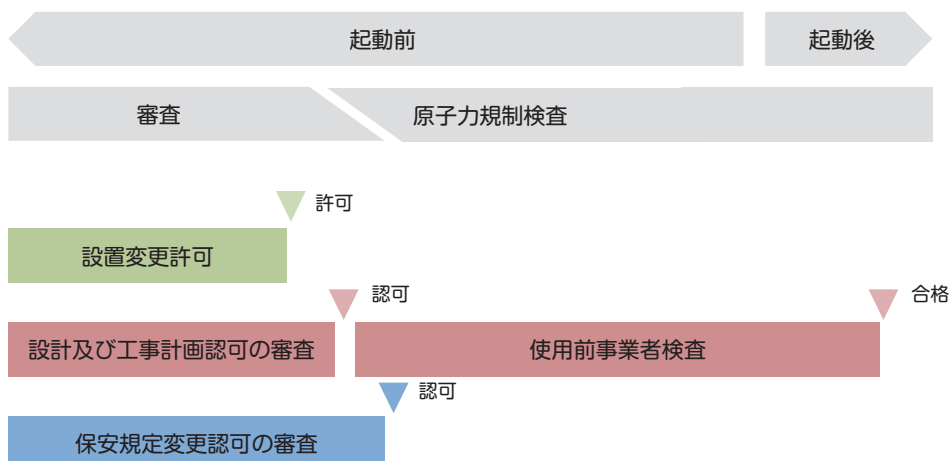 起動前
起動後
審査
原子力規制検査
許可
設置変更許可
認可
合格
設計及び工事計画認可の審査
使用前事業者検査
認可
保安規定変更認可の審査